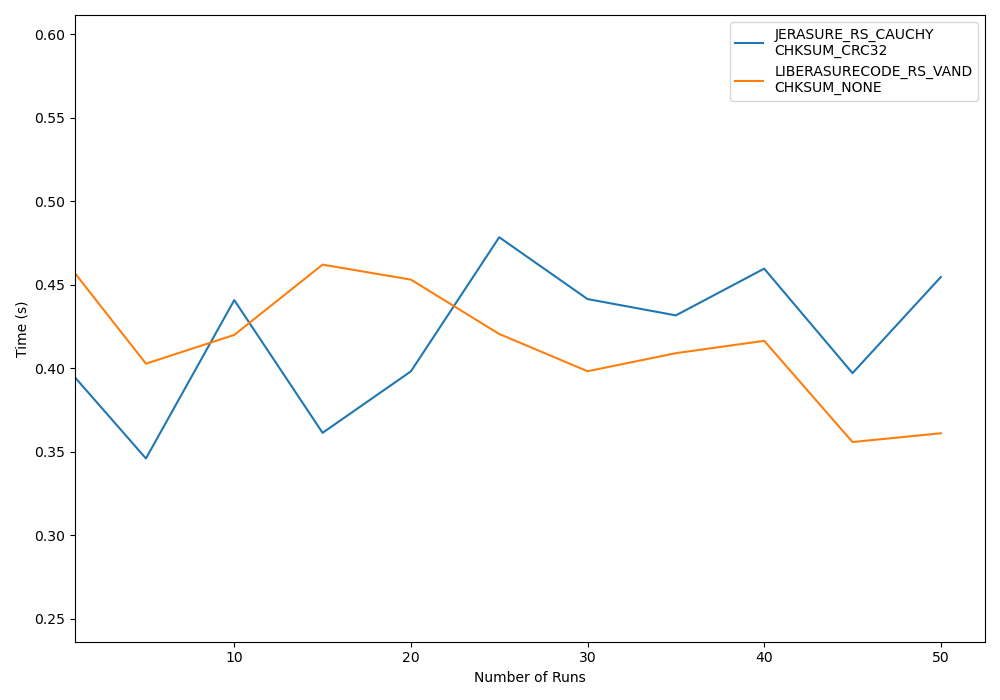 JERASURE_RS_CAUCHY
CHKSUM_CRC32
LIBERASURECODE_RS_VAND
CHKSUM_NONE
Time (s)
0.60
0.55
0.50
0.45
0.40
0.35
0.30
0.25
10
20
30
40
50
Number of Runs